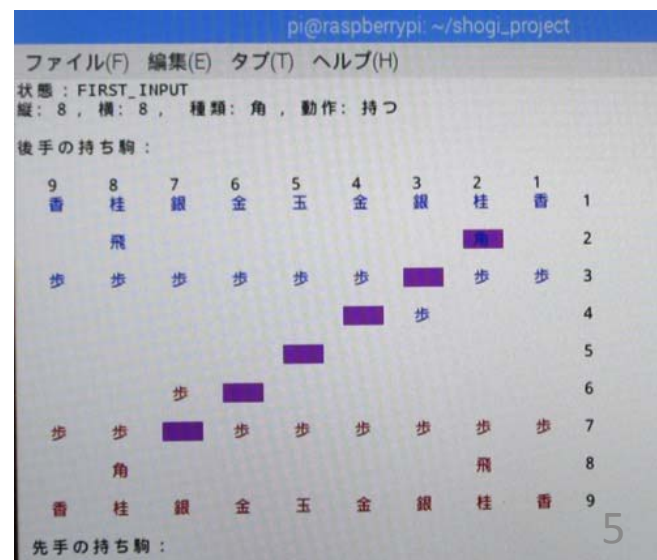 pi@raspberrypi: ~/shogi_project
ファイル(F) 編集(E) タブ(T) ヘルプ(H)
状態 : FIRST_INPUT
縦: 8 , 横: 8 , 種類: 角 , 動作: 持つ
後手の持ち駒 :
9 8 7 6 5 4 3 2 1
香 桂 銀 金 玉 金 銀 桂 香 1
飛 角 2
歩 歩 歩 歩 歩 歩 歩 歩 3
歩 4
5
歩 6
歩 歩 歩 歩 歩 歩 歩 歩 7
角 飛 8
香 桂 銀 金 玉 金 銀 桂 香 9
先手の持ち駒 :
5